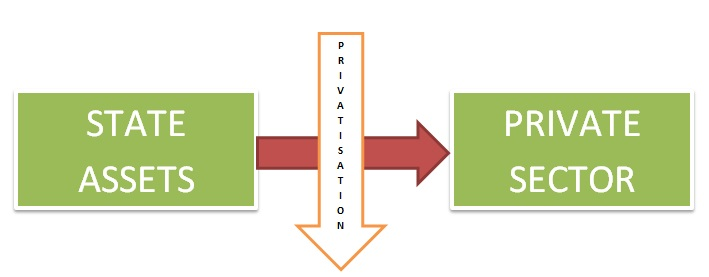 STATE
ASSETS
PRIVATISATION
PRIVATE
SECTOR